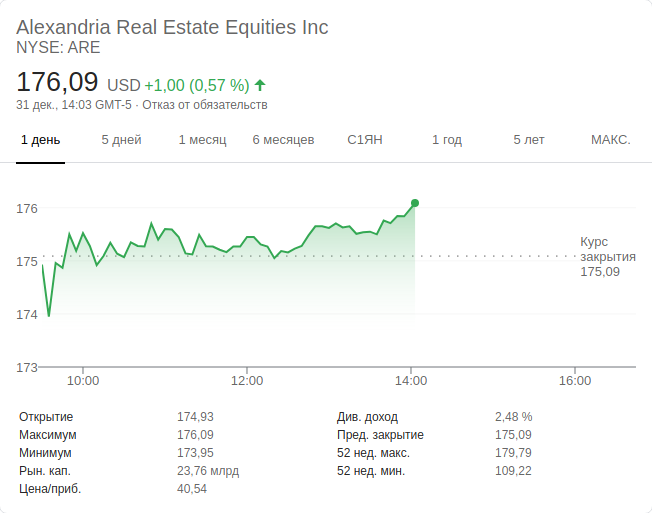 Alexandria Real Estate Equities Inc
NYSE: ARE
176,09 USD +1,00 (0,57 %)
31 дек., 14:03 GMT-5 · Отказ от обязательств
1 день 5 дней 1 месяц 6 месяцев С1ЯН 1 год 5 лет МАКС.
176
175
174
173
Курс
закрытия
175,09
10:00 12:00 14:00 16:00
Открытие 174,93 Див. доход 2,48 %
Максимум 176,09 Пред. закрытие 175,09
Минимум 173,95 52 нед. макс. 179,79
Рын. кап. 23,76 млрд 52 нед. мин. 109,22
Цена/приб. 40,54